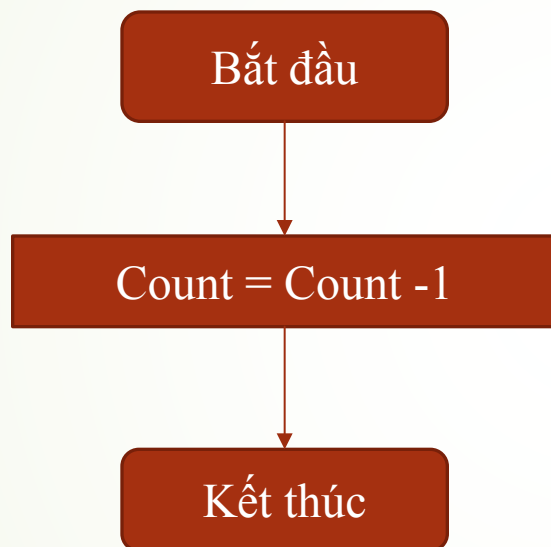 Bắt đầu
Count = Count -1
Kết thúc